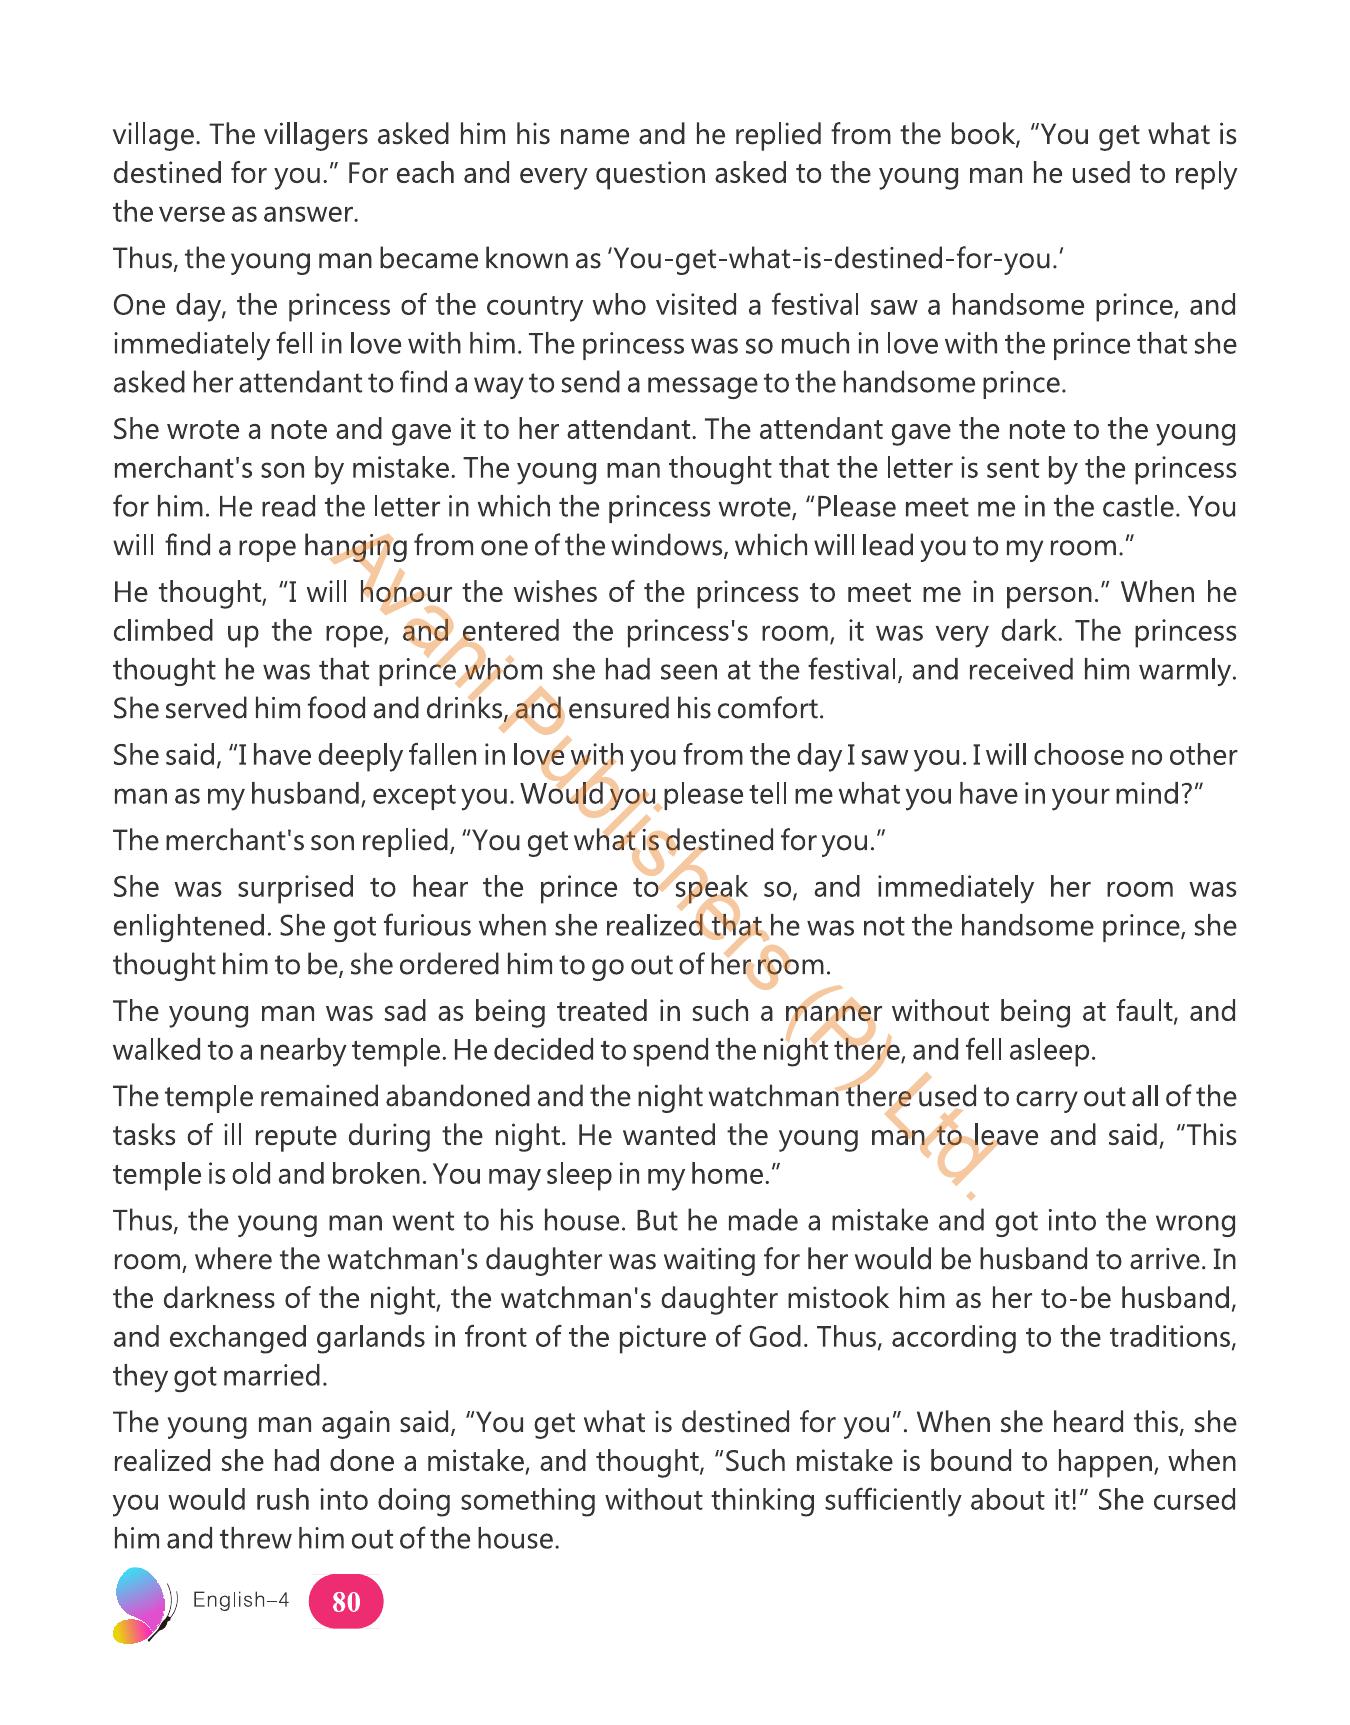 village. The villagers asked him his name and he replied from the book, “You get what is
destined for you.” For each and every question asked to the young man he used to reply
the verse as answer.
Thus, the young man became known as ‘You-get-what-is-destined-for-you.’
One day, the princess of the country who visited a festival saw a handsome prince, and
immediately fell in love with him. The princess was so much in love with the prince that she
asked her attendant to find a way to send a message to the handsome prince.
She wrote a note and gave it to her attendant. The attendant gave the note to the young
merchant's son by mistake. The young man thought that the letter is sent by the princess
for him. He read the letter in which the princess wrote, “Please meet me in the castle. You
will find a rope hanging from one of the windows, which will lead you to my room.”
He thought, “I will honour the wishes of the princess to meet me in person.” When he
climbed up the rope, and entered the princess's room, it was very dark. The princess
thought he was that prince whom she had seen at the festival, and received him warmly.
She served him food and drinks, and ensured his comfort.
She said, “I have deeply fallen in love with you from the day I saw you. I will choose no other
man as my husband, except you. Would you please tell me what you have in your mind?”
The merchant's son replied, “You get what is destined for you.”
She was surprised to hear the prince to speak so, and immediately her room was
enlightened. She got furious when she realized that he was not the handsome prince, she
thought him to be, she ordered him to go out of her room.
The young man was sad as being treated in such a manner without being at fault, and
walked to a nearby temple. He decided to spend the night there, and fell asleep.
The temple remained abandoned and the night watchman there used to carry out all of the
tasks of ill repute during the night. He wanted the young man to leave and said, “This
temple is old and broken. You may sleep in my home.”
Thus, the young man went to his house. But he made a mistake and got into the wrong
room, where the watchman's daughter was waiting for her would be husband to arrive. In
the darkness of the night, the watchman's daughter mistook him as her to-be husband,
and exchanged garlands in front of the picture of God. Thus, according to the traditions,
they got married.
The young man again said, “You get what is destined for you”. When she heard this, she
realized she had done a mistake, and thought, “Such mistake is bound to happen, when
you would rush into doing something without thinking sufficiently about it!” She cursed
him and threw him out of the house.
Avani Publishers (P) Ltd.
English–4 80